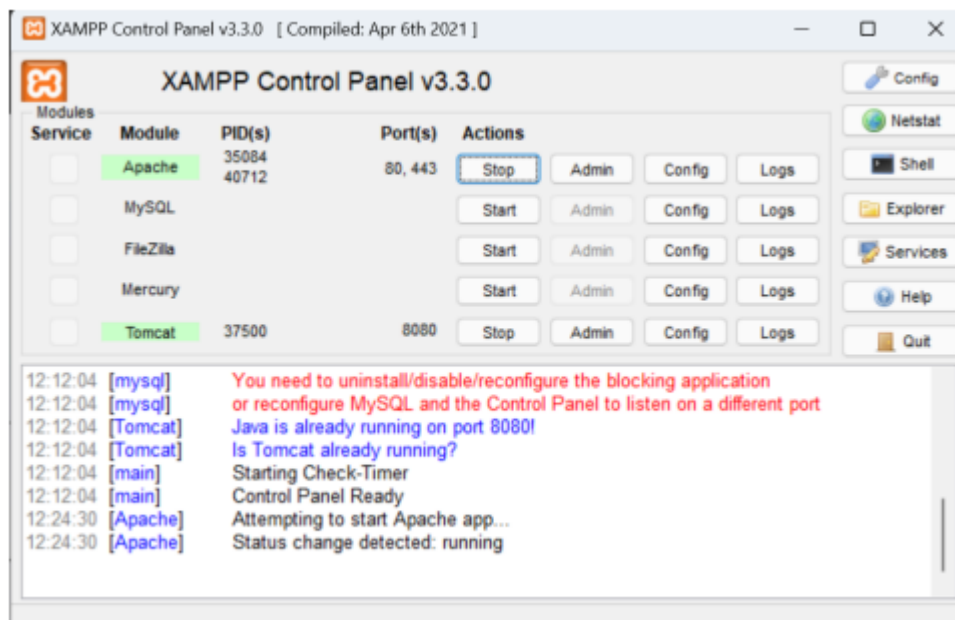 XAMPP Control Panel v3.3.0 [ Compiled: Apr 6th 2021 ]
XAMPP Control Panel v3.3.0
Config
Modules
Service Module PID(s) Port(s) Actions
Netstat
Apache 35084 40712 80, 443 Stop Admin Config Logs
Shell
MySQL Start Admin Config Logs
Explorer
FileZilla Start Admin Config Logs
Services
Mercury Start Admin Config Logs
Help
Tomcat 37500 8080 Stop Admin Config Logs
Quit
12:12:04 [mysql] You need to uninstall/disable/reconfigure the blocking application
12:12:04 [mysql] or reconfigure MySQL and the Control Panel to listen on a different port
12:12:04 [Tomcat] Java is already running on port 8080!
12:12:04 [Tomcat] Is Tomcat already running?
12:12:04 [main] Starting Check-Timer
12:12:04 [main] Control Panel Ready
12:24:30 [Apache] Attempting to start Apache app...
12:24:30 [Apache] Status change detected: running